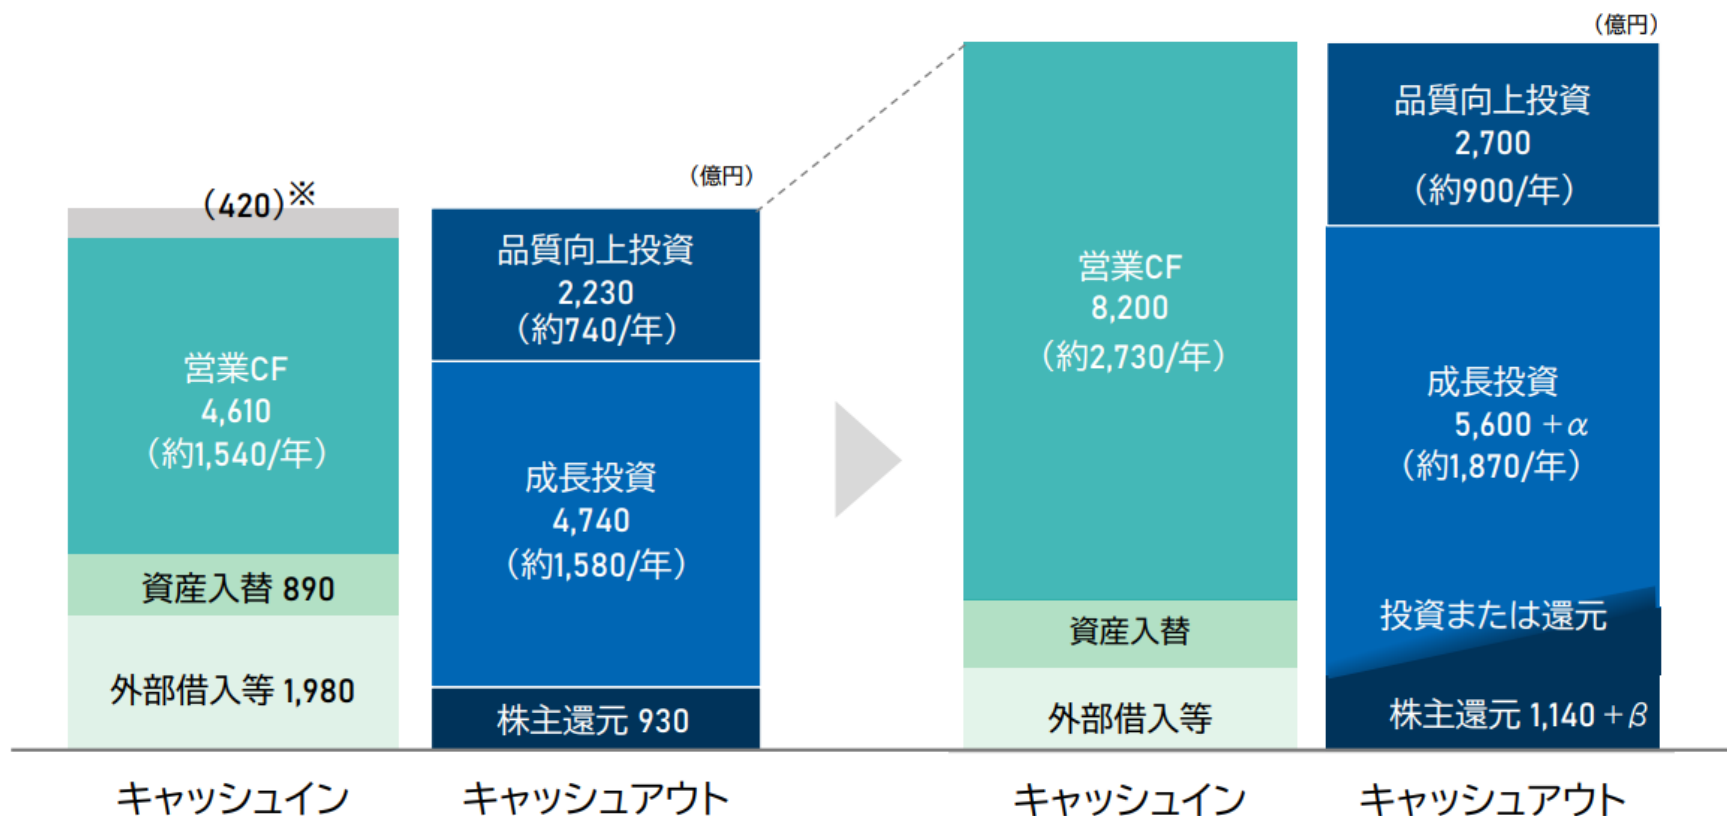 （億円）
(420)※
営業CF
4,610
（約1,540/年）
資産入替 890
外部借入等 1,980
キャッシュイン
（億円）
品質向上投資
2,230
（約740/年）
成長投資
4,740
（約1,580/年）
株主還元 930
キャッシュアウト
営業CF
8,200
（約2,730/年）
資産入替
外部借入等
キャッシュイン
品質向上投資
2,700
（約900/年）
成長投資
5,600 +α
（約1,870/年）
投資または還元
株主還元 1,140 +β
キャッシュアウト